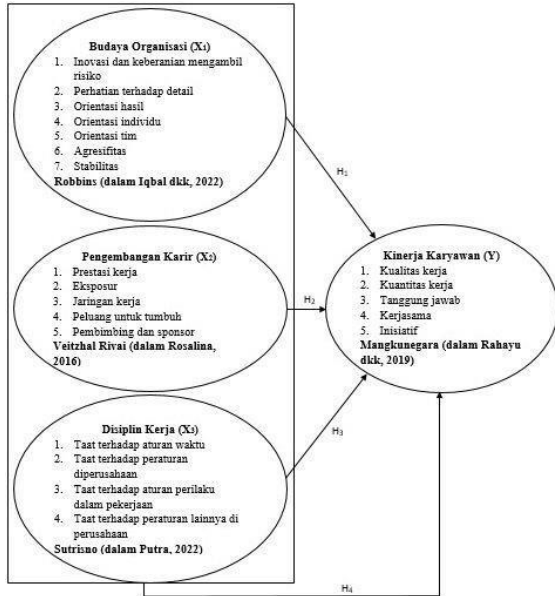 Budaya Organisasi (X1)
1. Inovasi dan keberanian mengambil
risiko
2. Perhatian terhadap detail
3. Orientasi hasil
4. Orientasi individu
5. Orientasi tim
6. Agresifitas
7. Stabilitas
Robbins (dalam Iqbal dkk, 2022)
H1
Pengembangan Karir (X2)
1. Prestasi kerja
2. Eksposur
3. Jaringan kerja
4. Peluang untuk tumbuh
5. Pembimbing dan sponsor
Veitzhal Rivai (dalam Rosalina,
2016)
H2
Kinerja Karyawan (Y)
1. Kualitas kerja
2. Kuantitas kerja
3. Tanggung jawab
4. Kerjasama
5. Inisiatif
Mangkunegara (dalam Rahayu
dkk, 2019)
Disiplin Kerja (X3)
1. Taat terhadap aturan waktu
2. Taat terhadap peraturan
diperusahaan
3. Taat terhadap aturan perilaku
dalam pekerjaan
4. Taat terhadap peraturan lainnya di
perusahaan
Sutrisno (dalam Putra, 2022)
H3
H4